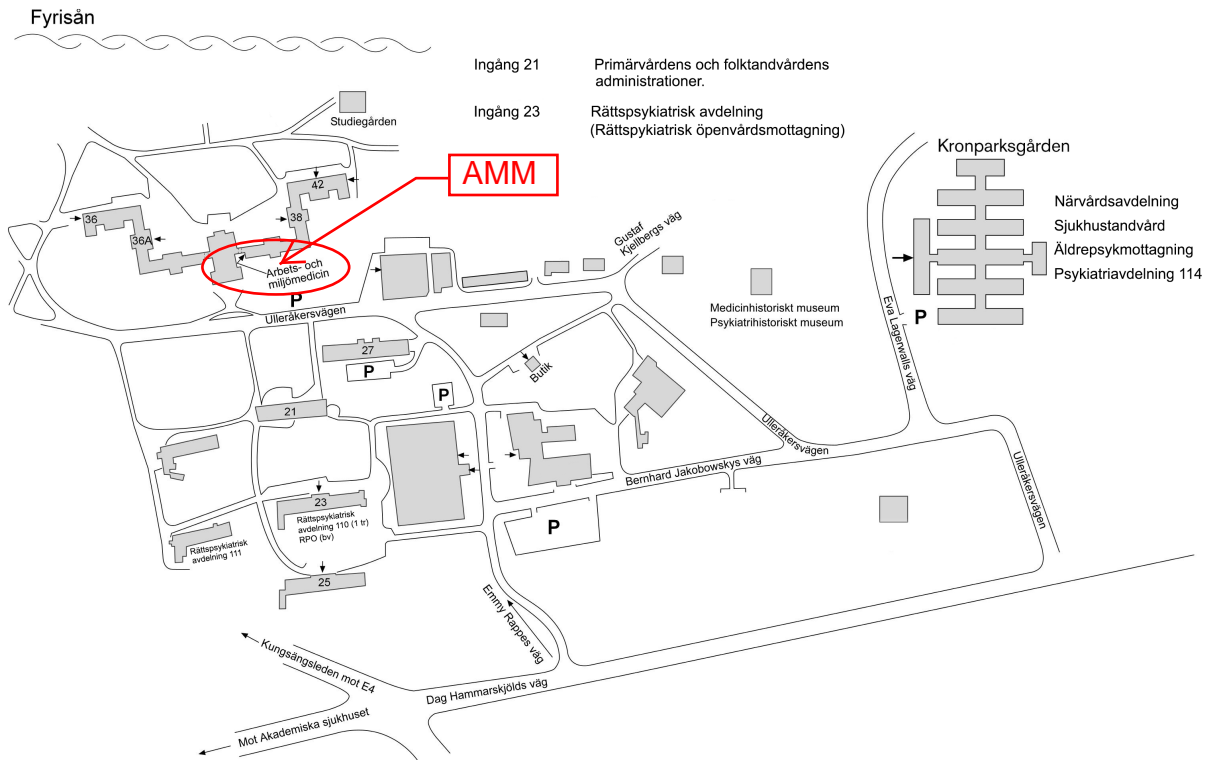 Fyrisån
Ingång 21 Primärvårdens och folktandvårdens
administrationer.
Ingång 23 Rättspsykiatrisk avdelning
(Rättspykiatrisk öpenvårdsmottagning)
Studiegården
Kronparksgården
AMM
42
Närvårdsavdelning
36
38
Sjukhustandvård
36A
Gustaf
Kjellbergs väg
Äldrepsykmottagning
Arbets- och
miljömedicin
Psykiatriavdelning 114
P
Ulleråkersvägen
Medicinhistoriskt museum
Psykiatrihistoriskt museum
Eva Lagerwalls väg
P
27
P
Butik
P
21
Ulleråkersvägen
Bernhard Jakobowskys väg
Ulleråkersvägen
23
Rättspsykiatrisk
avdelning 110 (1 tr)
RPO (bv)
P
Rättspsykiatrisk
avdelning 111
25
Emmy Rappes väg
Kungsängsleden mot E4
Dag Hammarskjölds väg
Mot Akademiska sjukhuset